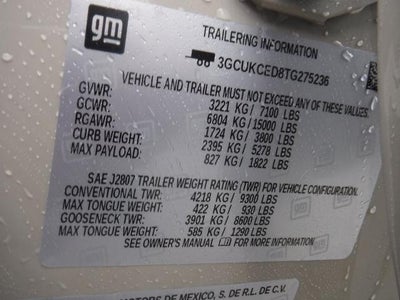 gm
TRAILERING INFORMATION
3GCUKCED8TG275236
VEHICLE AND TRAILER MUST NOT EXCEED ANY OF THESE VALUES.
GVWR: 3221 KG/ 7100 LBS
GCWR: 6804 KG/15000 LBS
RGAWR: 1724 KG/ 3800 LBS
CURB WEIGHT: 2395 KG/ 5278 LBS
MAX PAYLOAD: 827 KG/ 1822 LBS
SAE J2807 TRAILER WEIGHT RATING (TWR) FOR VEHICLE CONFIGURATION.
CONVENTIONAL TWR: 4218 KG/ 9300 LBS
MAX TONGUE WEIGHT: 422 KG/ 930 LBS
GOOSENECK TWR: 3901 KG/ 8600 LBS
MAX TONGUE WEIGHT: 585 KG/ 1290 LBS
SEE OWNER'S MANUAL FOR MORE INFORMATION.
MOTORS DE MEXICO, S. DE R.L. DE C.V.